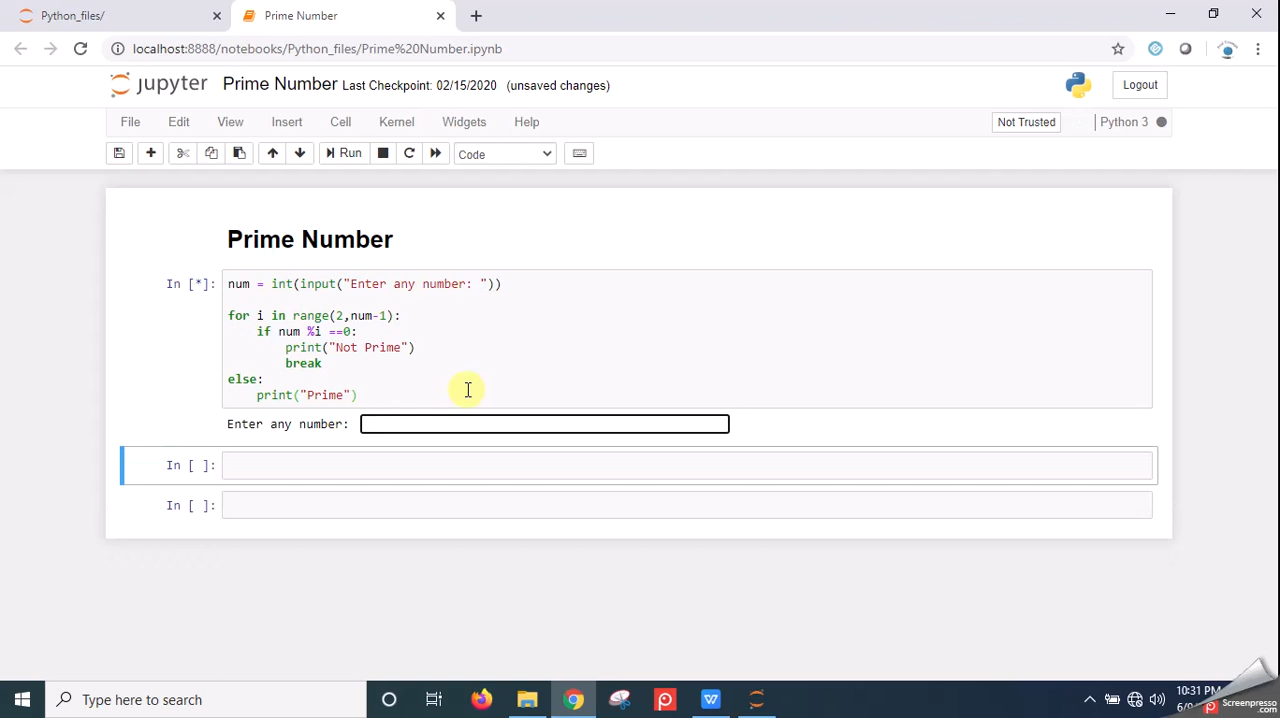 Python_files/
Prime Number
localhost:8888/notebooks/Python_files/Prime%20Number.ipynb
jupyter Prime Number Last Checkpoint: 02/15/2020 (unsaved changes)
Logout
File Edit View Insert Cell Kernel Widgets Help
Not Trusted
Python 3
Run
Code
Prime Number
In [*]:
num = int(input("Enter any number: "))
for i in range(2,num-1):
    if num %i ==0:
        print("Not Prime")
        break
else:
    print("Prime")
Enter any number:
In [ ]:
In [ ]:
Type here to search
10:31 PM
Screenpresso
.com